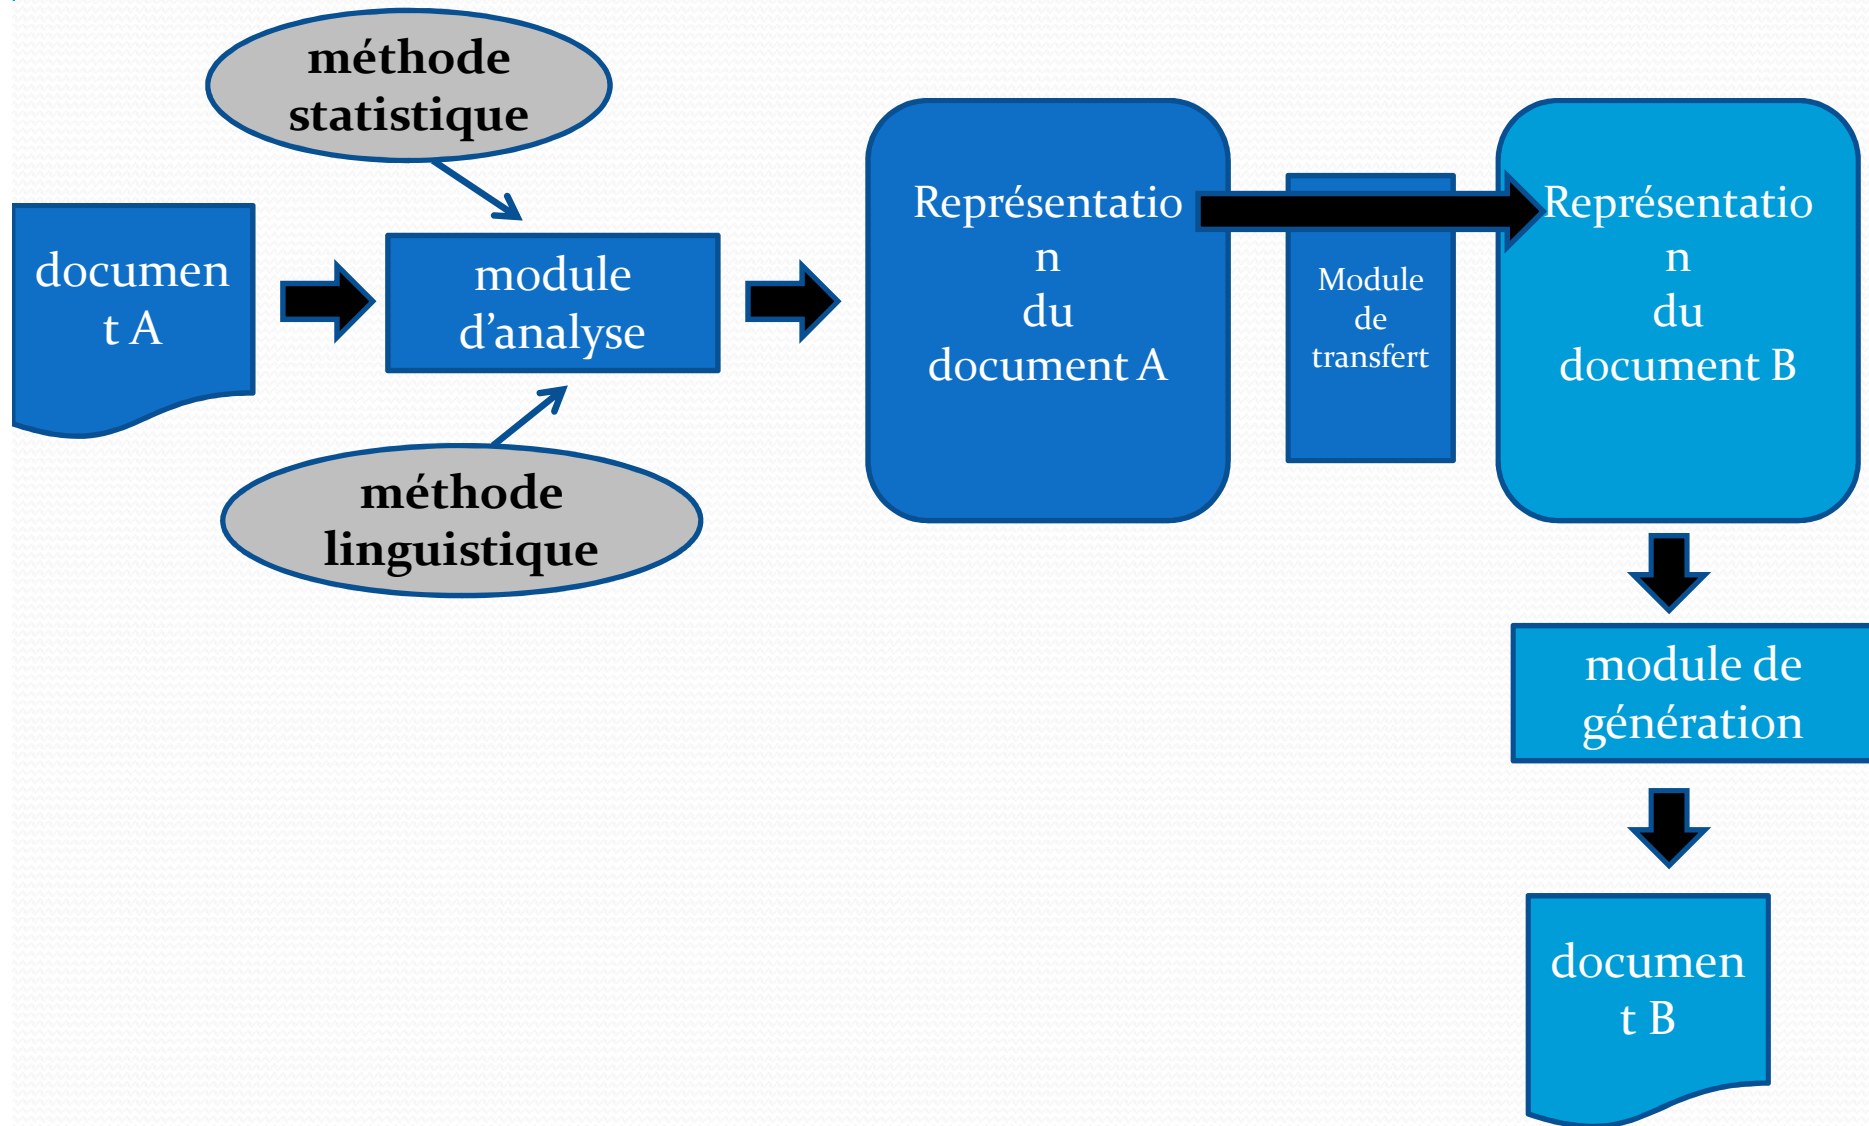 méthode
statistique
documen
t A
module
d’analyse
méthode
linguistique
Représentatio
n
du
document A
Module
de
transfert
Représentatio
n
du
document B
module de
génération
documen
t B